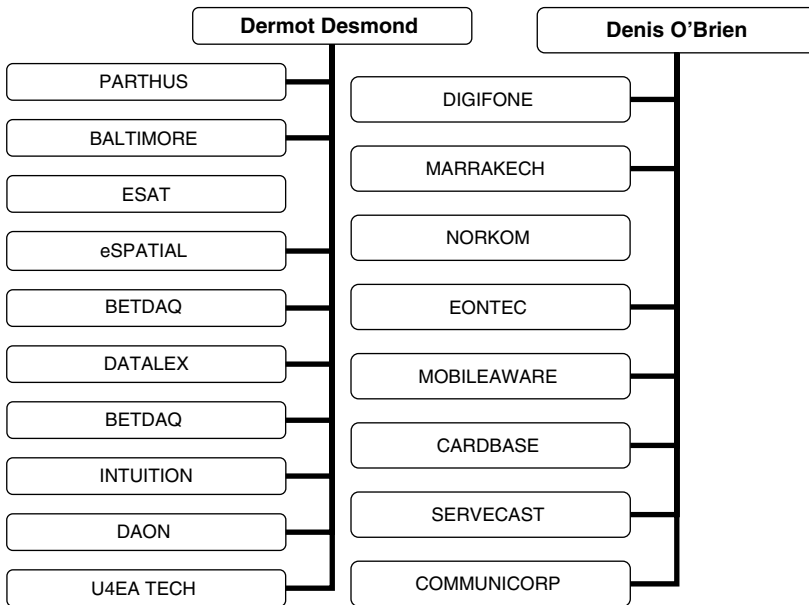 Dermot Desmond
PARTHUS
BALTIMORE
ESAT
eSPATIAL
BETDAQ
DATALEX
BETDAQ
INTUITION
DAON
U4EA TECH
Denis O’Brien
DIGIFONE
MARRAKECH
NORKOM
EONTEC
MOBILEAWARE
CARDBASE
SERVECAST
COMMUNICORP